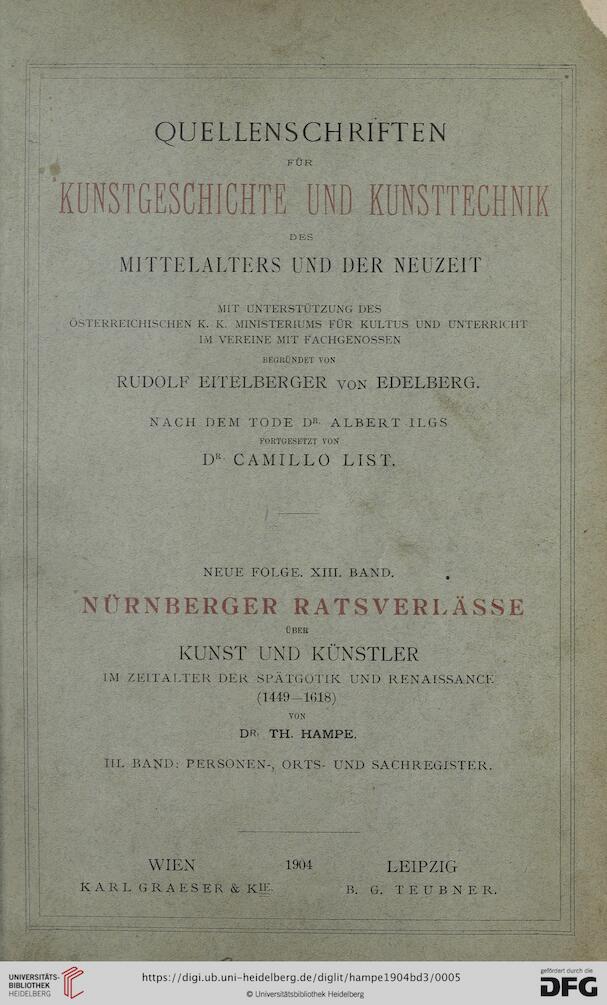 QUELLENSCHRIFTEN
FÜR
KUNSTGESCHICHTE UND KUNSTTECHNIK
DES
MITTELALTERS UND DER NEUZEIT
MIT UNTERSTÜTZUNG DES
ÖSTERREICHISCHEN K. K. MINISTERIUMS FÜR KULTUS UND UNTERRICHT
IM VEREINE MIT FACHGENOSSEN
BEGRÜNDET VON
RUDOLF EITELBERGER VON EDELBERG.
NACH DEM TODE DR. ALBERT ILGS
FORTGESETZT VON
DR. CAMILLO LIST.
NEUE FOLGE. XIII. BAND.
NÜRNBERGER RATSVERLÄSSE
ÜBER
KUNST UND KÜNSTLER
IM ZEITALTER DER SPÄTGOTIK UND RENAISSANCE
(1449—1618)
VON
DR. TH. HAMPE.
III. BAND: PERSONEN-, ORTS- UND SACHREGISTER.
WIEN 1904 LEIPZIG
KARL GRAESER & KIE. B. G. TEUBNER.
UNIVERSITÄTS-
BIBLIOTHEK
HEIDELBERG
https://digi.ub.uni-heidelberg.de/diglit/hampe1904bd3/0005
© Universitätsbibliothek Heidelberg
gefördert durch die
DFG